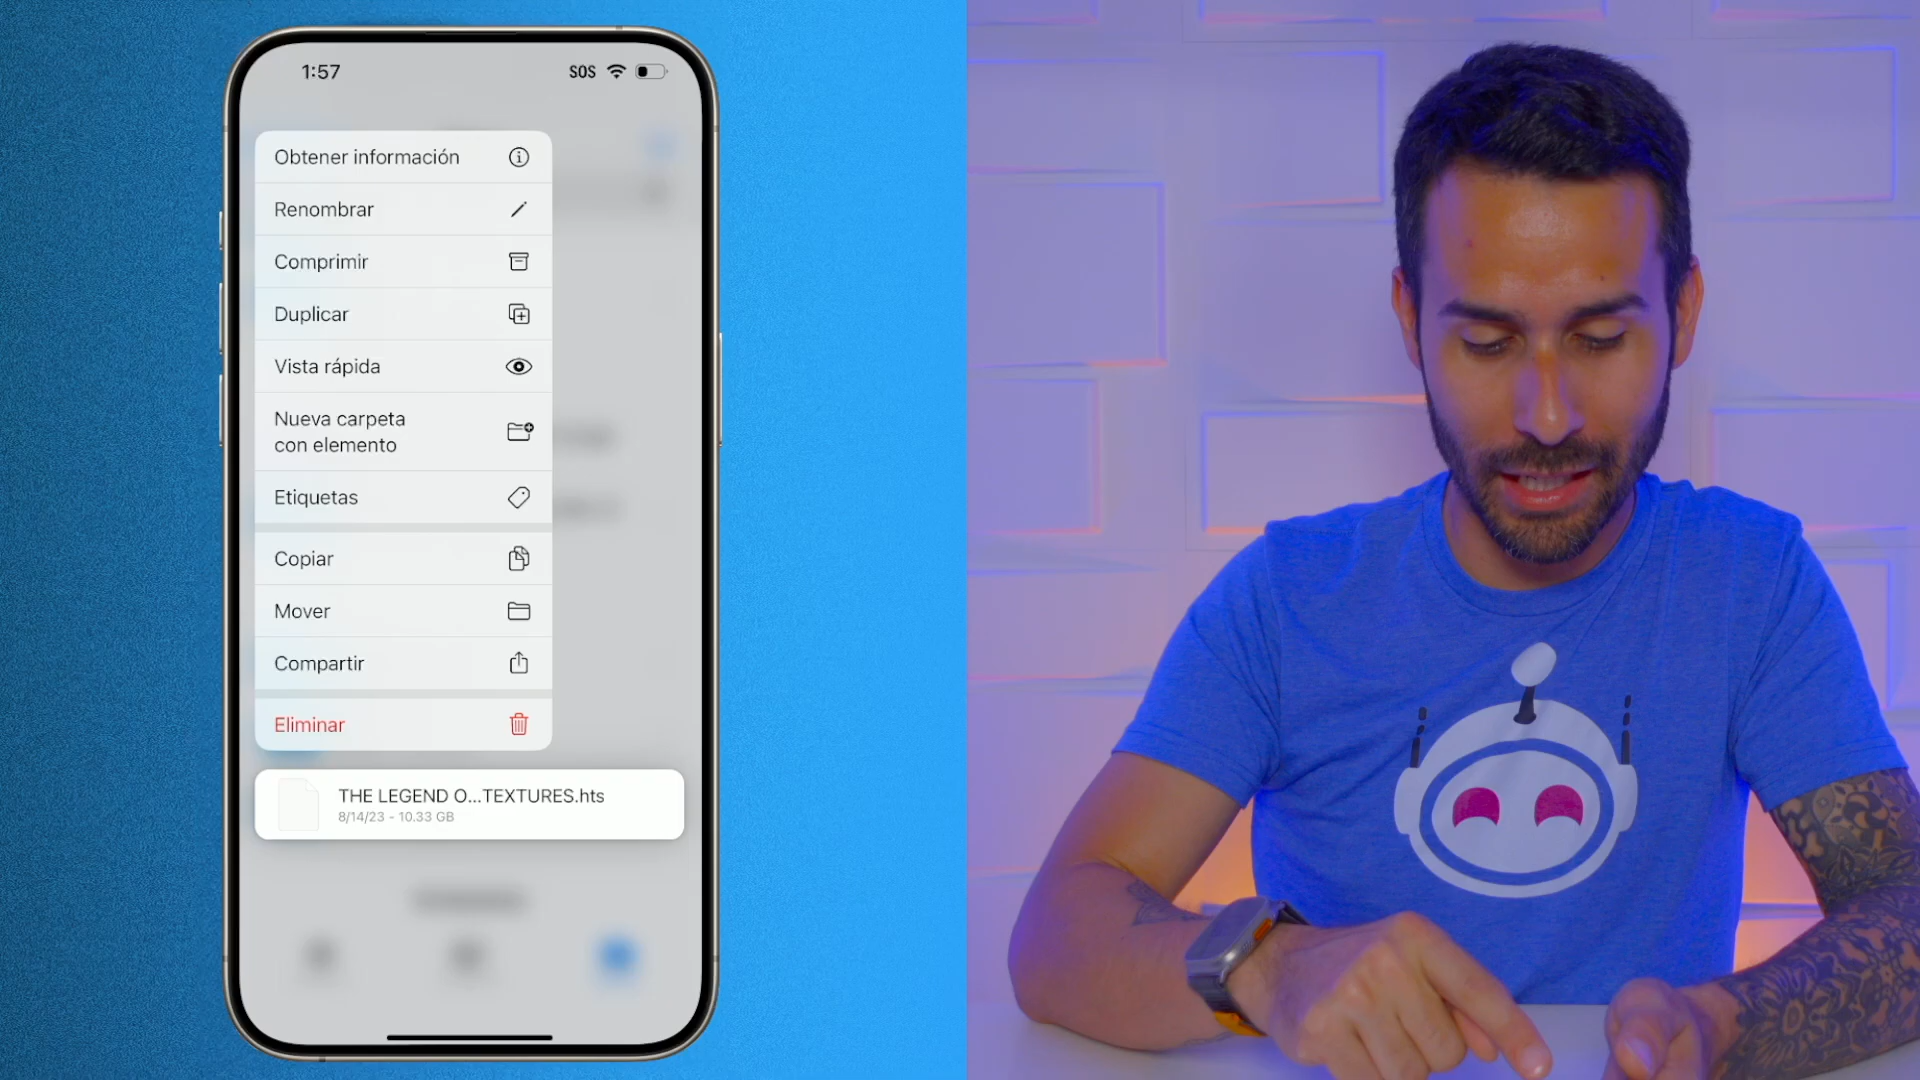 1:57
SOS
Obtener información
Renombrar
Comprimir
Duplicar
Vista rápida
Nueva carpeta
con elemento
Etiquetas
Copiar
Mover
Compartir
Eliminar
THE LEGEND O...TEXTURES.hts
8/14/23 - 10.33 GB